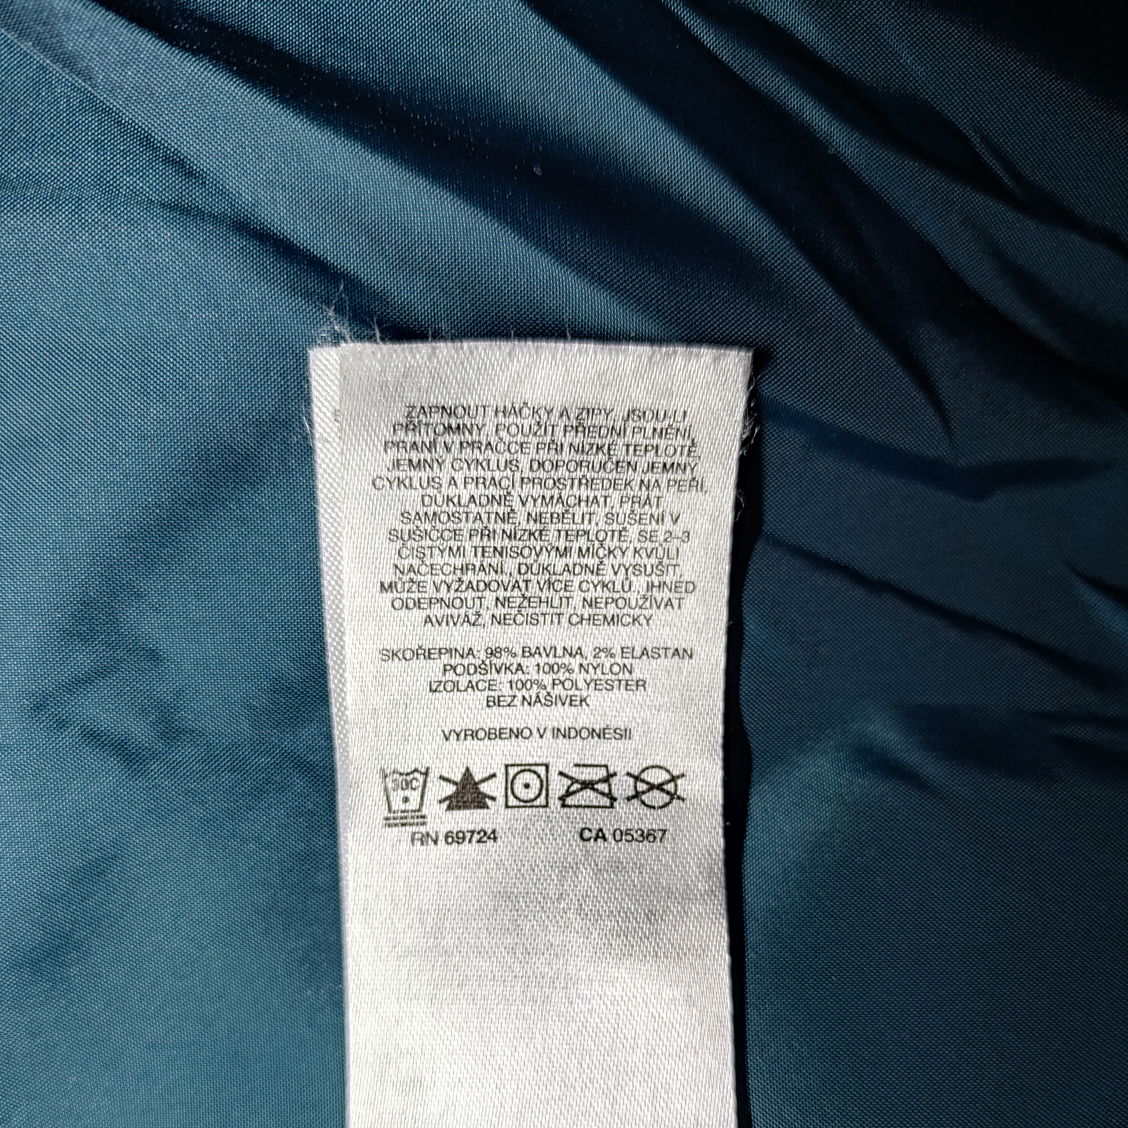 ZAPNOUT HÁČKY A ZIPY, JSOU-LI
PŘÍTOMNY, POUŽÍT PŘEDNÍ PLNĚNÍ,
PRANÍ V PRAČCE PŘI NÍZKÉ TEPLOTĚ,
JEMNÝ CYKLUS, DOPORUČEN JEMNÝ
CYKLUS A PRACÍ PROSTŘEDEK NA PEŘÍ,
DŮKLADNĚ VYMÁCHAT, PRÁT
SAMOSTATNĚ, NEBĚLIT, SUŠENÍ V
SUŠIČCE PŘI NÍZKÉ TEPLOTĚ, SE 2–3
ČISTÝMI TENISOVÝMI MÍČKY KVŮLI
NAČECHRÁNÍ., DŮKLADNĚ VYSUŠIT,
MŮŽE VYŽADOVAT VÍCE CYKLŮ., IHNED
ODEPNOUT, NEŽEHLIT, NEPOUŽÍVAT
AVIVÁŽ, NEČISTIT CHEMICKY
SKOŘEPINA: 98% BAVLNA, 2% ELASTAN
PODŠÍVKA: 100% NYLON
IZOLACE: 100% POLYESTER
BEZ NÁŠIVEK
VYROBENO V INDONÉSII
30C
RN 69724 CA 05367